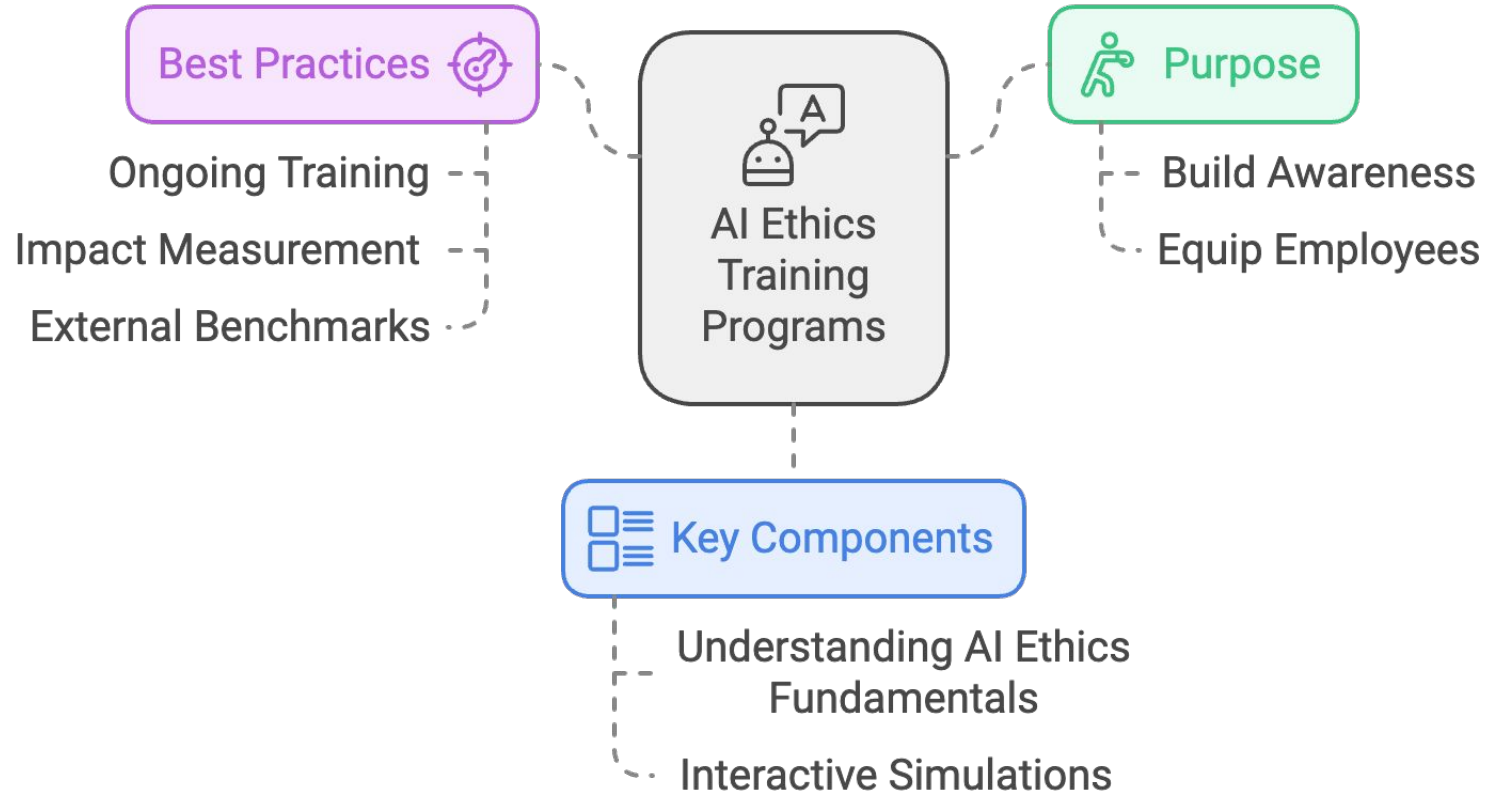 Best Practices
Ongoing Training
Impact Measurement
External Benchmarks
A
AI Ethics
Training
Programs
Purpose
Build Awareness
Equip Employees
Key Components
Understanding AI Ethics
Fundamentals
Interactive Simulations